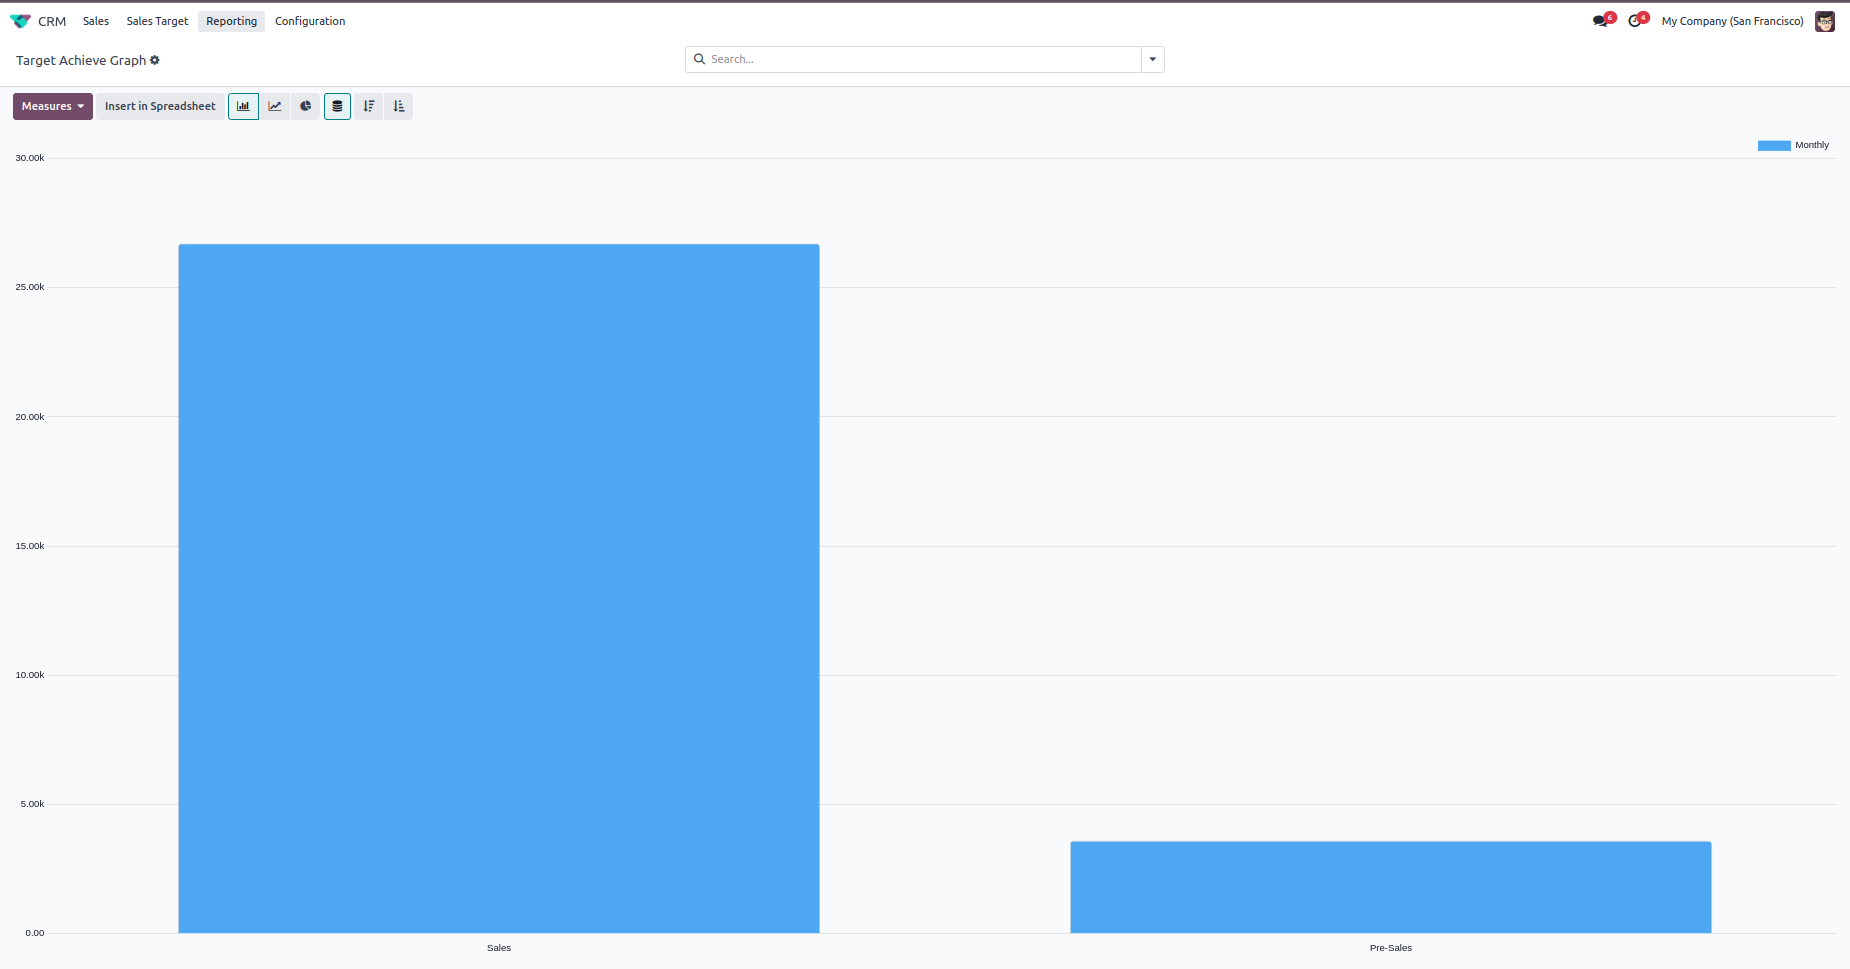 CRM Sales Sales Target Reporting Configuration 6 4 My Company (San Francisco)
Target Achieve Graph Search...
Measures Insert in Spreadsheet
Monthly
30.00k
25.00k
20.00k
15.00k
10.00k
5.00k
0.00
Sales Pre-Sales